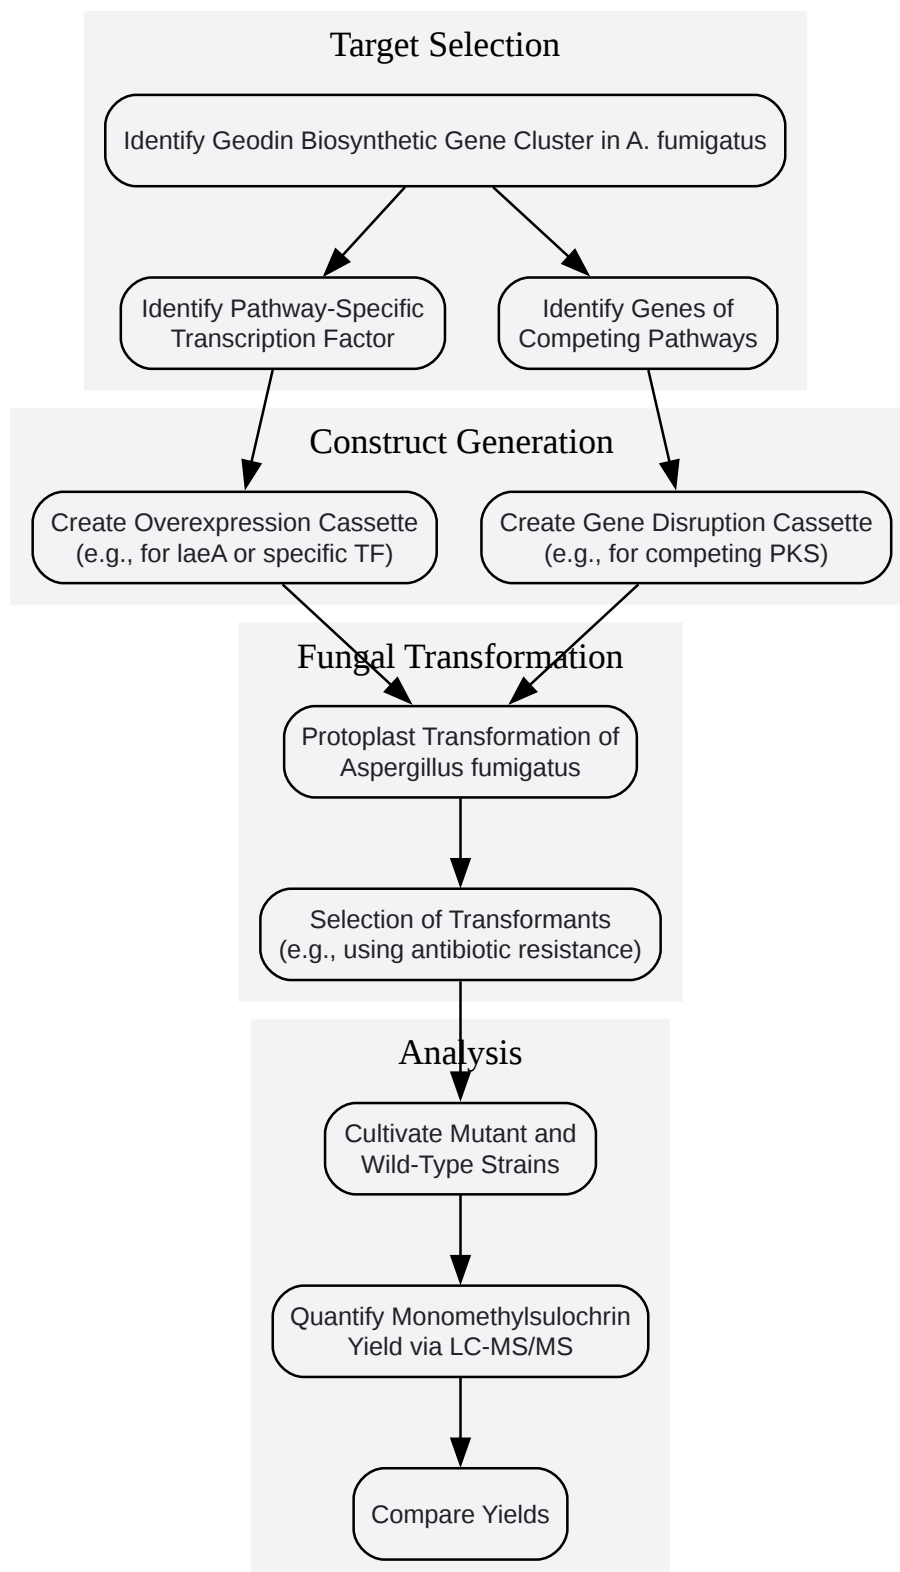 Target Selection
Identify Geodin Biosynthetic Gene Cluster in A. fumigatus
Identify Pathway-Specific
Transcription Factor
Identify Genes of
Competing Pathways
Construct Generation
Create Overexpression Cassette
(e.g., for laeA or specific TF)
Create Gene Disruption Cassette
(e.g., for competing PKS)
Fungal Transformation
Protoplast Transformation of
Aspergillus fumigatus
Selection of Transformants
(e.g., using antibiotic resistance)
Analysis
Cultivate Mutant and
Wild-Type Strains
Quantify Monomethylsulochrin
Yield via LC-MS/MS
Compare Yields